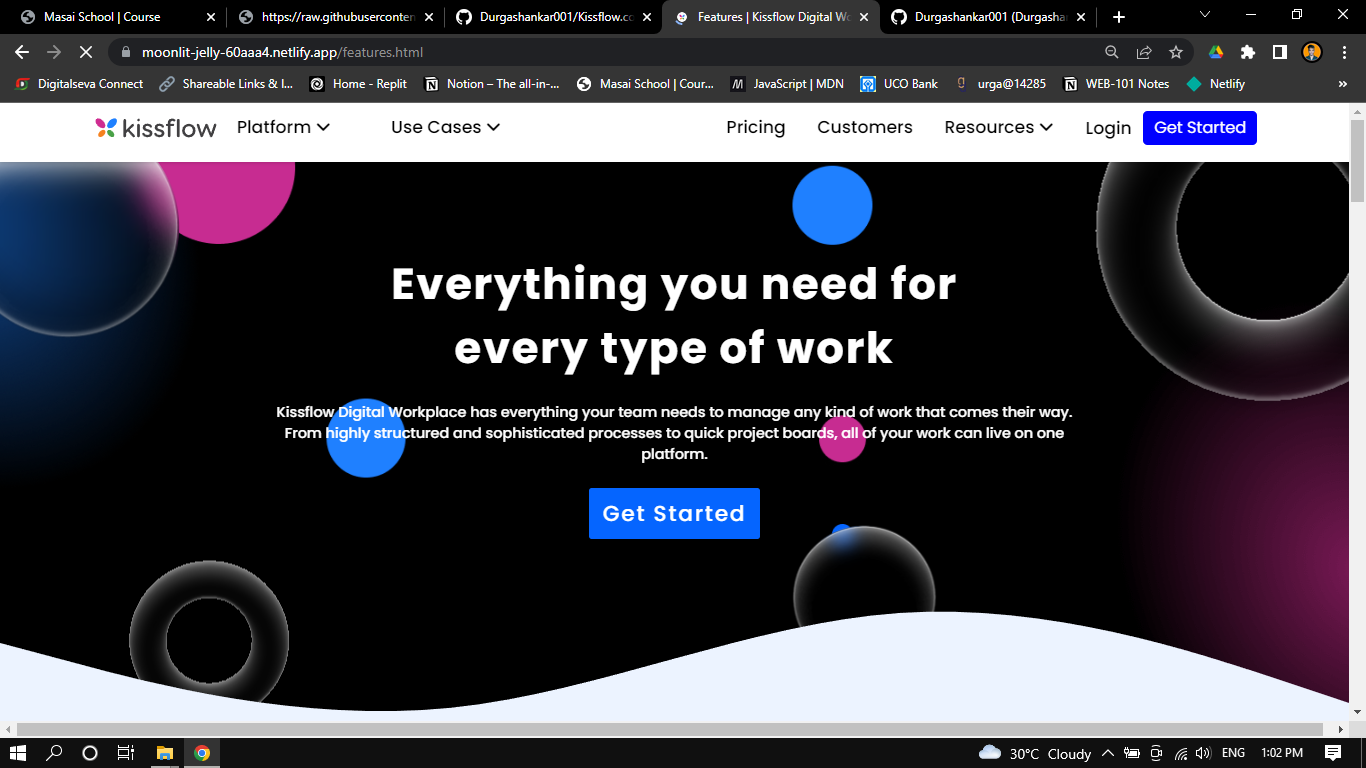 Masai School | Course
https://raw.githubusercontent
Durgashankar001/Kissflow.co
Features | Kissflow Digital Wo
Durgashankar001 (Durgashan
moonlit-jelly-60aaa4.netlify.app/features.html
Digitalseva Connect
Shareable Links & I...
Home - Replit
Notion – The all-in-...
Masai School | Cour...
JavaScript | MDN
UCO Bank
urga@14285
WEB-101 Notes
Netlify
»
kissflow
Platform
Use Cases
Pricing
Customers
Resources
Login
Get Started
Everything you need for
every type of work
Kissflow Digital Workplace has everything your team needs to manage any kind of work that comes their way.
From highly structured and sophisticated processes to quick project boards, all of your work can live on one
platform.
Get Started
30°C Cloudy
ENG
1:02 PM